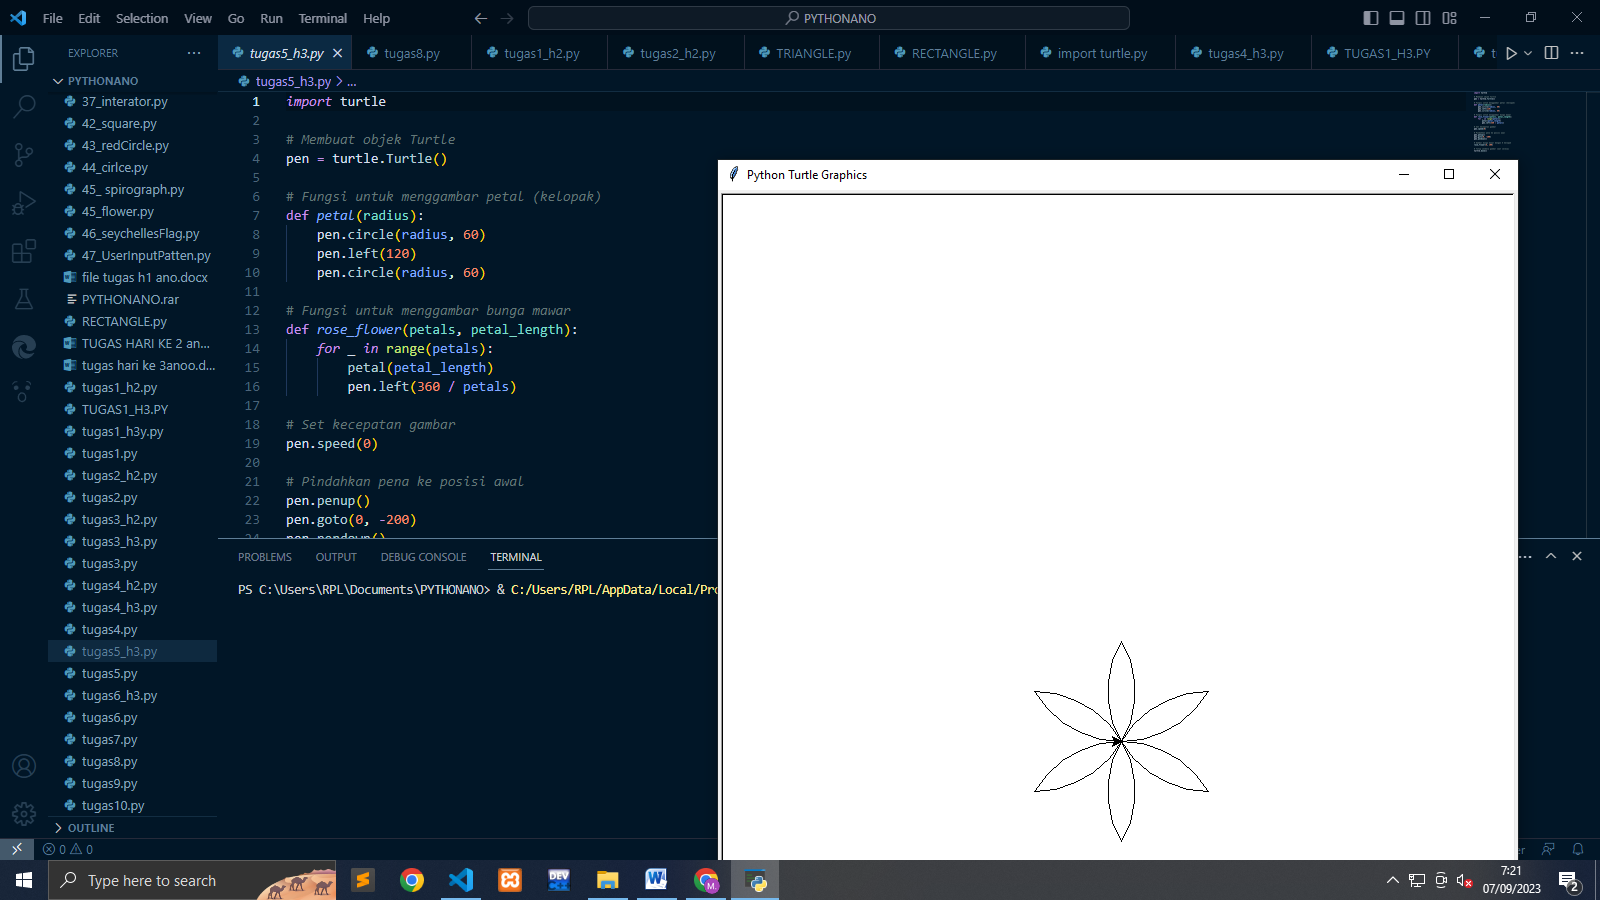 File Edit Selection View Go Run Terminal Help
PYTHONANO
EXPLORER
tugas5_h3.py
tugas8.py
tugas1_h2.py
tugas2_h2.py
TRIANGLE.py
RECTANGLE.py
import turtle.py
tugas4_h3.py
TUGAS1_H3.PY
PYTHONANO
37_interator.py
42_square.py
43_redCircle.py
44_cirlce.py
45_ spirograph.py
45_flower.py
46_seychellesFlag.py
47_UserInputPatten.py
file tugas h1 ano.docx
PYTHONANO.rar
RECTANGLE.py
TUGAS HARI KE 2 an...
tugas hari ke 3anoo.d...
tugas1_h2.py
TUGAS1_H3.PY
tugas1_h3y.py
tugas1.py
tugas2_h2.py
tugas2.py
tugas3_h2.py
tugas3_h3.py
tugas3.py
tugas4_h2.py
tugas4_h3.py
tugas4.py
tugas5_h3.py
tugas5.py
tugas6_h3.py
tugas6.py
tugas7.py
tugas8.py
tugas9.py
tugas10.py
OUTLINE
tugas5_h3.py > ...
1 import turtle
2
3 # Membuat objek Turtle
4 pen = turtle.Turtle()
5
6 # Fungsi untuk menggambar petal (kelopak)
7 def petal(radius):
8 pen.circle(radius, 60)
9 pen.left(120)
10 pen.circle(radius, 60)
11
12 # Fungsi untuk menggambar bunga mawar
13 def rose_flower(petals, petal_length):
14 for _ in range(petals):
15 petal(petal_length)
16 pen.left(360 / petals)
17
18 # Set kecepatan gambar
19 pen.speed(0)
20
21 # Pindahkan pena ke posisi awal
22 pen.penup()
23 pen.goto(0, -200)
24 pen.pendown()
Python Turtle Graphics
PROBLEMS OUTPUT DEBUG CONSOLE TERMINAL
PS C:\Users\RPL\Documents\PYTHONANO> & C:/Users/RPL/AppData/Local/Pro
0 0
Type here to search
DEV
M.
7:21
07/09/2023
2